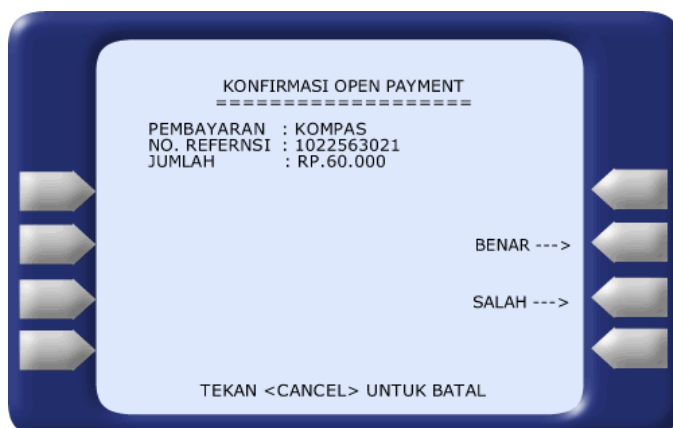 KONFIRMASI OPEN PAYMENT
===================
PEMBAYARAN : KOMPAS
NO. REFERNSI : 1022563021
JUMLAH : RP.60.000
BENAR --->
SALAH --->
TEKAN <CANCEL> UNTUK BATAL